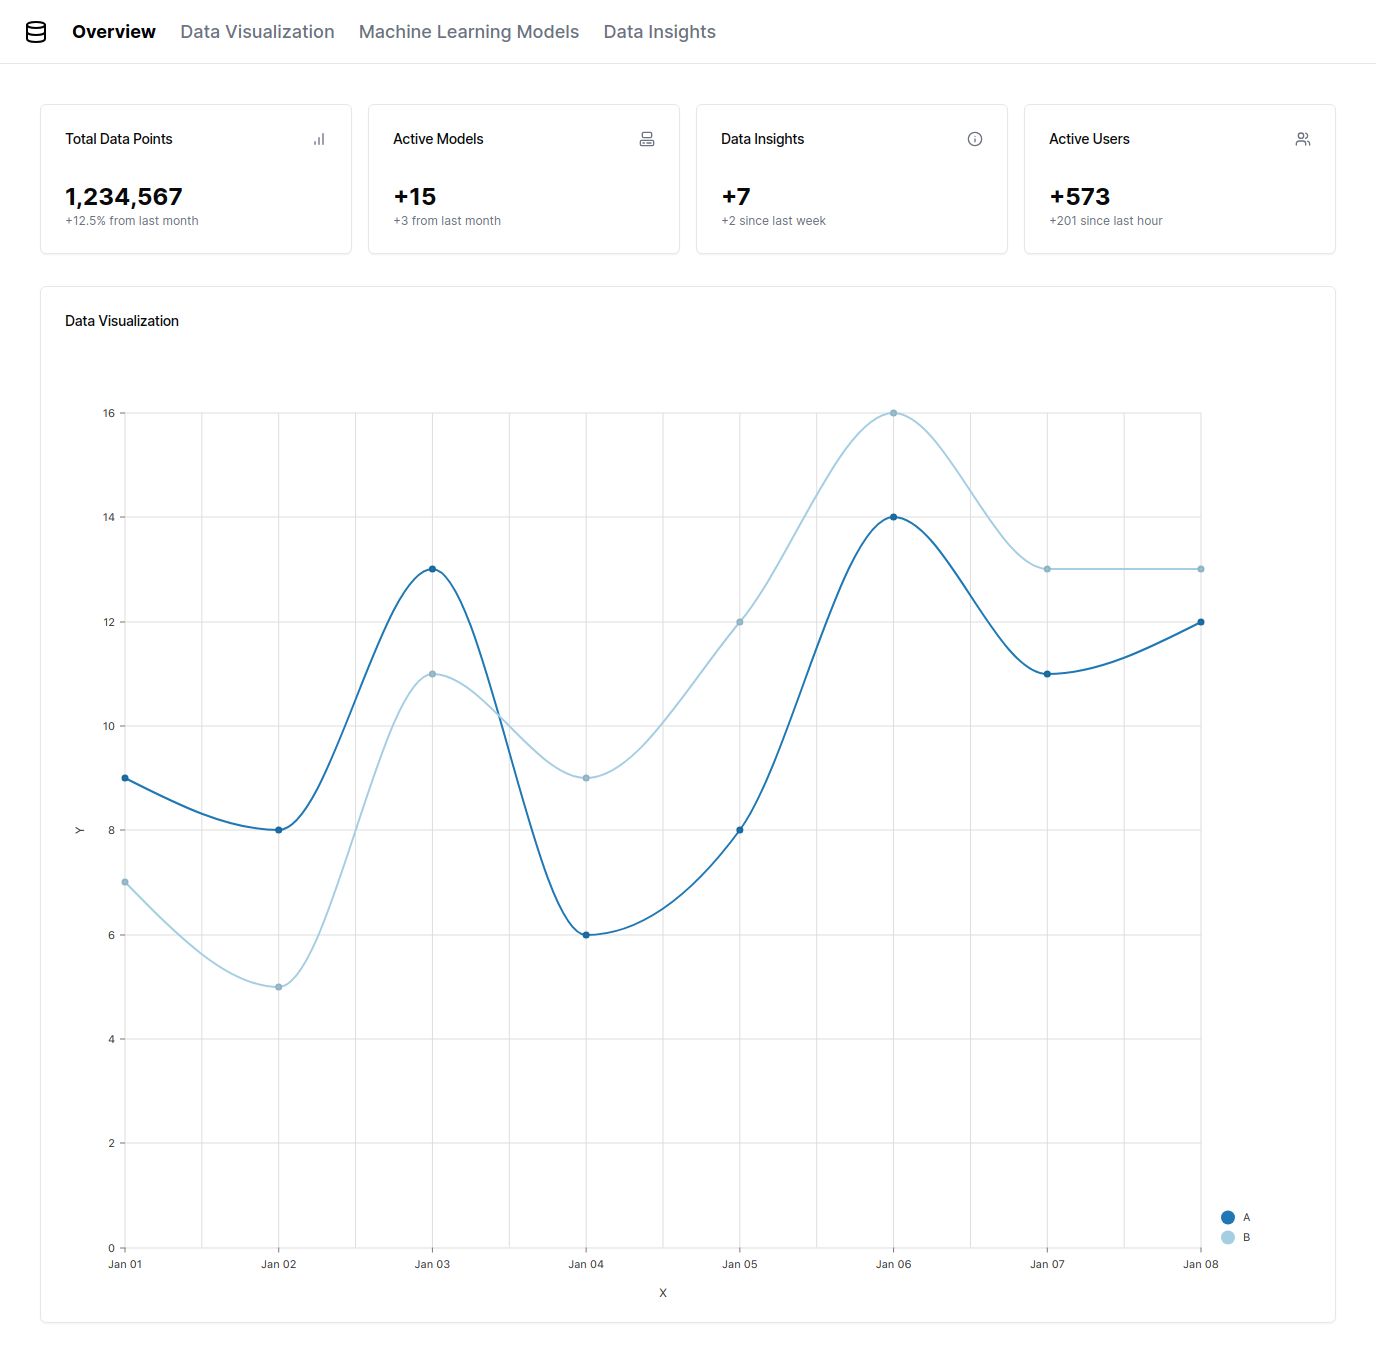 Overview Data Visualization Machine Learning Models Data Insights
Total Data Points
1,234,567
+12.5% from last month
Active Models
+15
+3 from last month
Data Insights
+7
+2 since last week
Active Users
+573
+201 since last hour
Data Visualization
16
14
12
10
8
6
4
2
0
Y
Jan 01 Jan 02 Jan 03 Jan 04 Jan 05 Jan 06 Jan 07 Jan 08
X
A
B